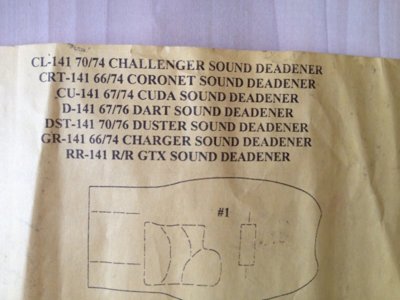 CL-141 70/74 CHALLENGER SOUND DEADENER
CRT-141 66/74 CORONET SOUND DEADENER
CU-141 67/74 CUDA SOUND DEADENER
D-141 67/76 DART SOUND DEADENER
DST-141 70/76 DUSTER SOUND DEADENER
GR-141 66/74 CHARGER SOUND DEADENER
RR-141 R/R GTX SOUND DEADENER
#1